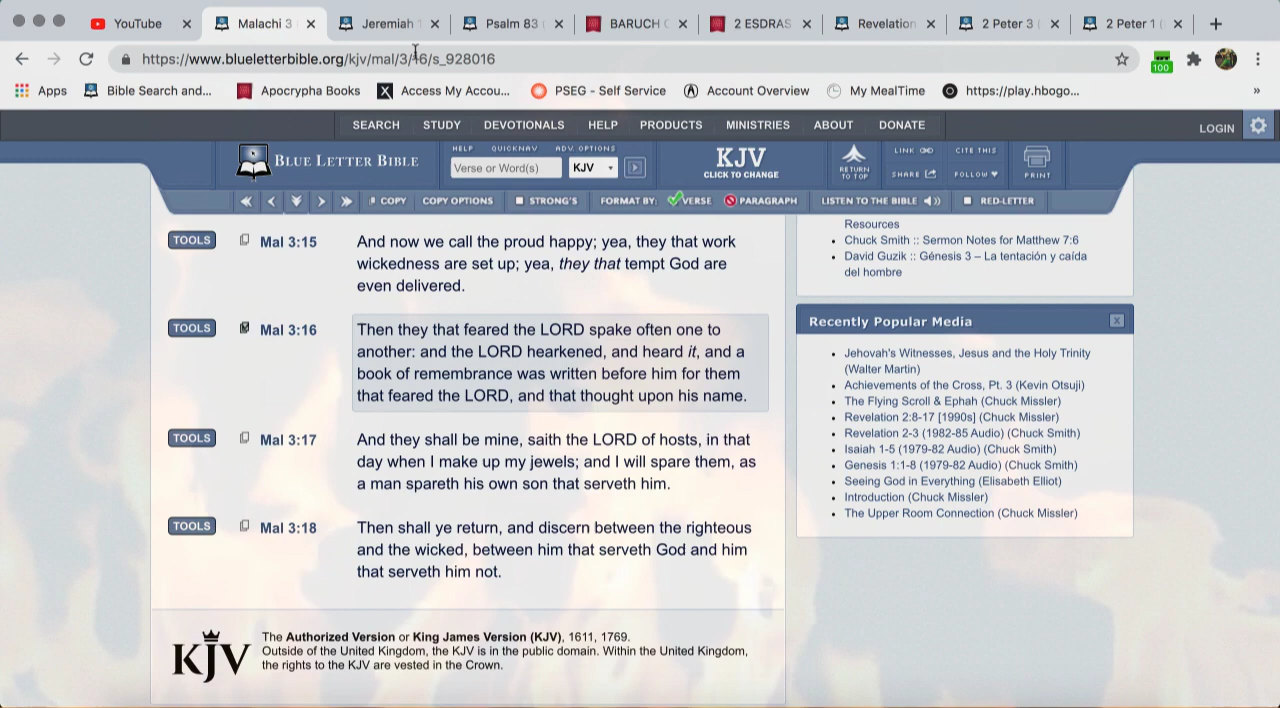 YouTube
Malachi 3
Jeremiah 1
Psalm 83
BARUCH
2 ESDRAS
Revelation
2 Peter 3
2 Peter 1
https://www.blueletterbible.org/kjv/mal/3/16/s_928016
100
Apps
Bible Search and...
Apocrypha Books
Access My Accou...
PSEG - Self Service
Account Overview
My MealTime
https://play.hbogo...
»
SEARCH
STUDY
DEVOTIONALS
HELP
PRODUCTS
MINISTRIES
ABOUT
DONATE
LOGIN
BLUE LETTER BIBLE
HELP QUICKNAV ADV. OPTIONS
Verse or Word(s)
KJV
KJV
CLICK TO CHANGE
RETURN
TO TOP
LINK
CITE THIS
SHARE
FOLLOW
PRINT
COPY
COPY OPTIONS
STRONG'S
FORMAT BY:
VERSE
PARAGRAPH
LISTEN TO THE BIBLE
RED-LETTER
TOOLS
Mal 3:15
And now we call the proud happy; yea, they that work
wickedness are set up; yea, they that tempt God are
even delivered.
TOOLS
Mal 3:16
Then they that feared the LORD spake often one to
another: and the LORD hearkened, and heard it, and a
book of remembrance was written before him for them
that feared the LORD, and that thought upon his name.
TOOLS
Mal 3:17
And they shall be mine, saith the LORD of hosts, in that
day when I make up my jewels; and I will spare them, as
a man spareth his own son that serveth him.
TOOLS
Mal 3:18
Then shall ye return, and discern between the righteous
and the wicked, between him that serveth God and him
that serveth him not.
KJV
The Authorized Version or King James Version (KJV), 1611, 1769.
Outside of the United Kingdom, the KJV is in the public domain. Within the United Kingdom,
the rights to the KJV are vested in the Crown.
Resources
Chuck Smith :: Sermon Notes for Matthew 7:6
David Guzik :: Génesis 3 – La tentación y caída
del hombre
Recently Popular Media
Jehovah's Witnesses, Jesus and the Holy Trinity
(Walter Martin)
Achievements of the Cross, Pt. 3 (Kevin Otsuji)
The Flying Scroll & Ephah (Chuck Missler)
Revelation 2:8-17 [1990s] (Chuck Missler)
Revelation 2-3 (1982-85 Audio) (Chuck Smith)
Isaiah 1-5 (1979-82 Audio) (Chuck Smith)
Genesis 1:1-8 (1979-82 Audio) (Chuck Smith)
Seeing God in Everything (Elisabeth Elliot)
Introduction (Chuck Missler)
The Upper Room Connection (Chuck Missler)